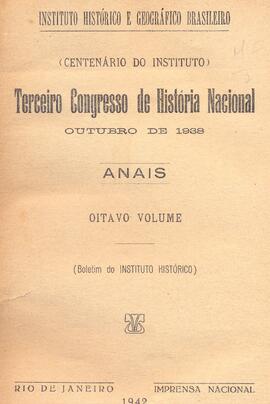 INSTITUTO HISTÓRICO E GEOGRÁFICO BRASILEIRO
(CENTENÁRIO DO INSTITUTO)
Terceiro Congresso de História Nacional
OUTUBRO DE 1938
ANAIS
OITAVO VOLUME
(Boletim do INSTITUTO HISTÓRICO)
RIO DE JANEIRO IMPRENSA NACIONAL
1942